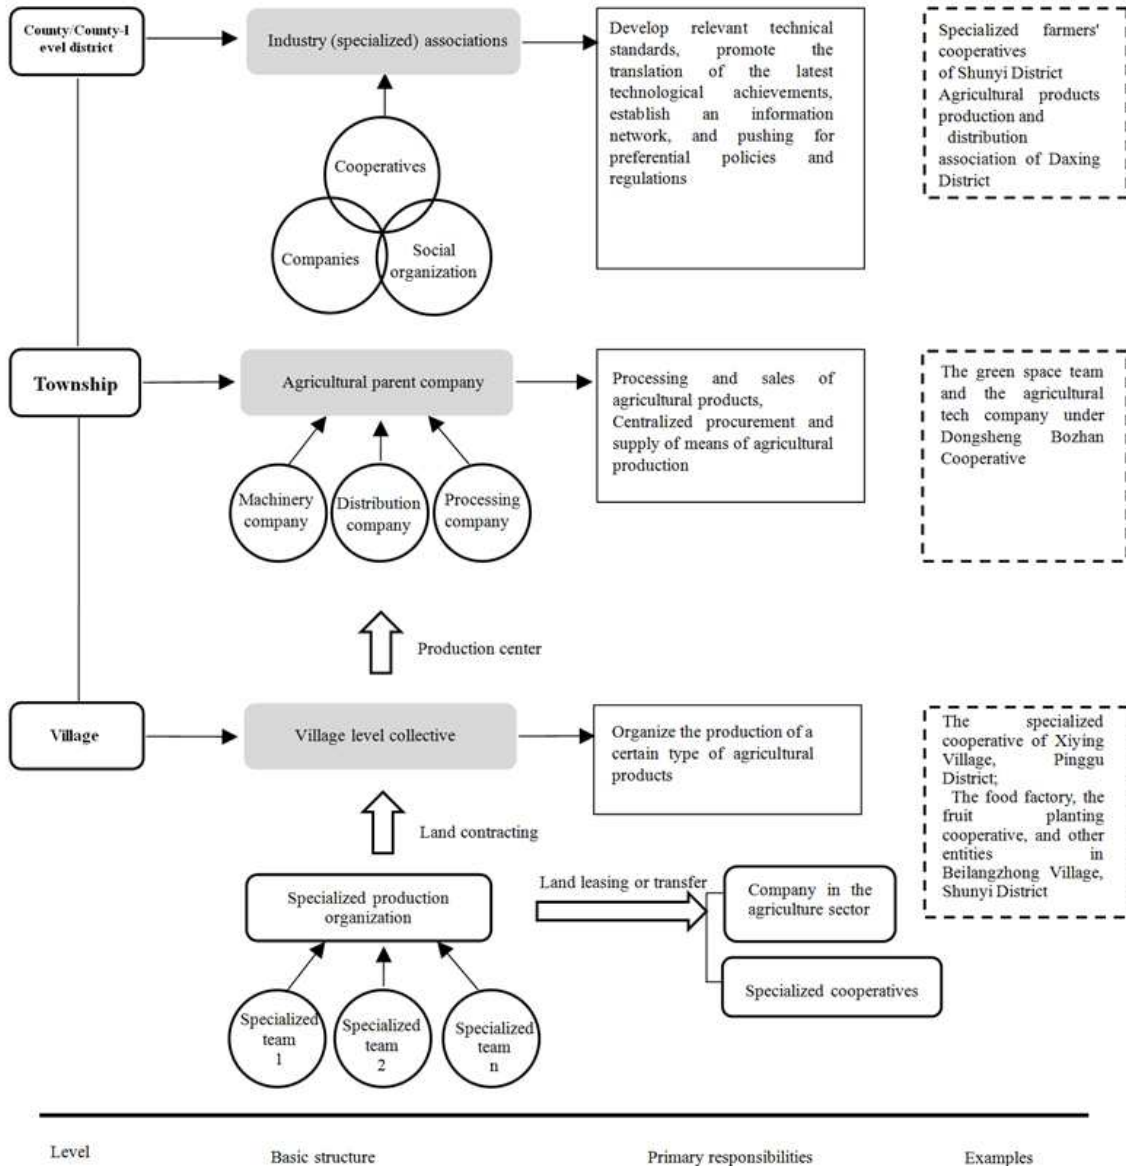 County/County-l
evel district
Industry (specialized) associations
Cooperatives
Companies
Social
organization
Develop relevant technical
standards, promote the
translation of the latest
technological achievements,
establish an information
network, and pushing for
preferential policies and
regulations
Specialized farmers'
cooperatives
of Shunyi District
Agricultural products
production and
distribution
association of Daxing
District
Township
Agricultural parent company
Machinery
company
Distribution
company
Processing
company
Processing and sales of
agricultural products,
Centralized procurement and
supply of means of agricultural
production
The green space team
and the agricultural
tech company under
Dongsheng Bozhan
Cooperative
Production center
Village
Village level collective
Organize the production of a
certain type of agricultural
products
The specialized
cooperative of Xiying
Village, Pinggu
District;
The food factory, the
fruit planting
cooperative, and other
entities in
Beilangzhong Village,
Shunyi District
Land contracting
Specialized production
organization
Land leasing or transfer
Company in the
agriculture sector
Specialized cooperatives
Specialized
team
1
Specialized
team
2
Specialized
team
n
Level
Basic structure
Primary responsibilities
Examples